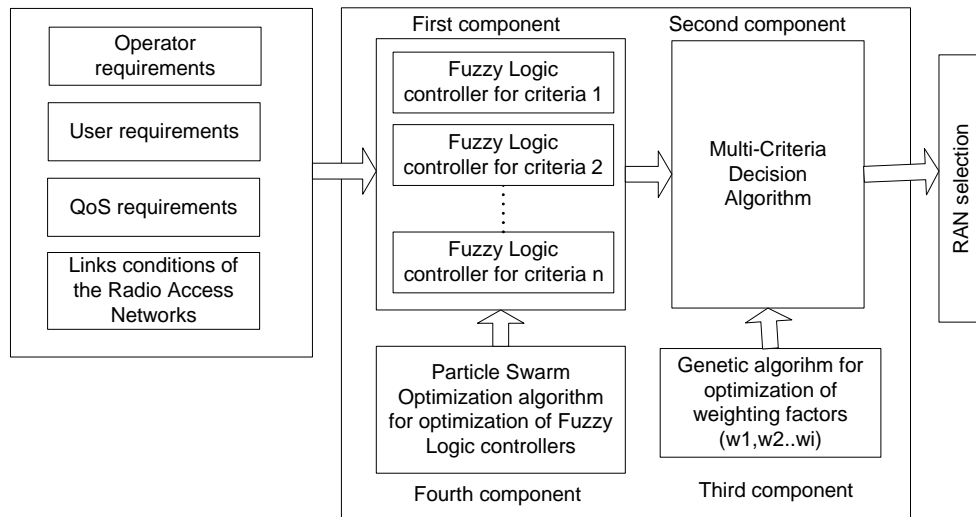 Operator
requirements
User requirements
QoS requirements
Links conditions of
the Radio Access
Networks
First component
Fuzzy Logic
controller for criteria 1
Fuzzy Logic
controller for criteria 2
Fuzzy Logic
controller for criteria n
Particle Swarm
Optimization algorithm
for optimization of Fuzzy
Logic controllers
Fourth component
Second component
Multi-Criteria
Decision
Algorithm
Genetic algorihm for
optimization of
weighting factors
(w1,w2..wi)
Third component
RAN selection